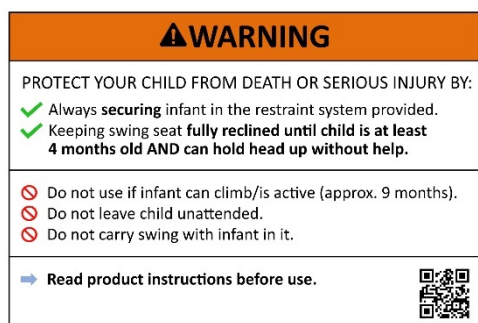 ⚠WARNING
PROTECT YOUR CHILD FROM DEATH OR SERIOUS INJURY BY:
Always securing infant in the restraint system provided.
Keeping swing seat fully reclined until child is at least
4 months old AND can hold head up without help.
Do not use if infant can climb/is active (approx. 9 months).
Do not leave child unattended.
Do not carry swing with infant in it.
Read product instructions before use.